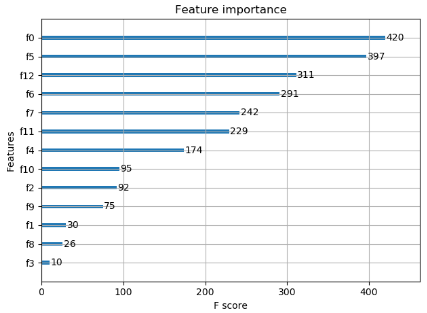 Feature importance
f0 420
f5 397
f12 311
f6 291
f7 242
f11 229
f4 174
f10 95
f2 92
f9 75
f1 30
f8 26
f3 10
Features
0 100 200 300 400
F score